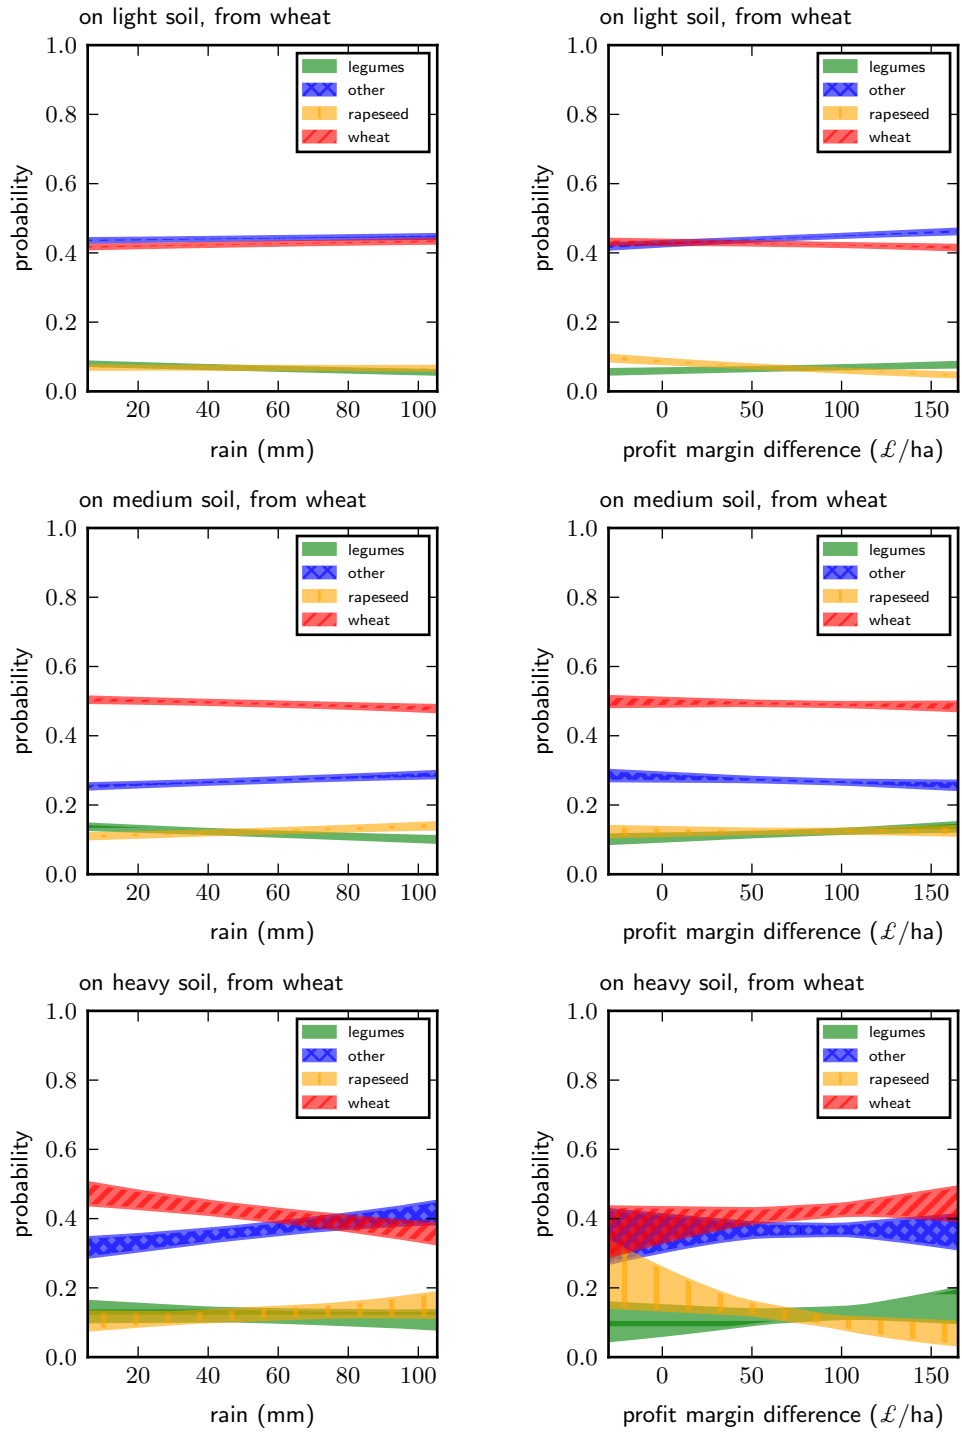 on light soil, from wheat
1.0
0.8
0.6
0.4
0.2
0.0
probability
legumes
other
rapeseed
wheat
20 40 60 80 100
rain (mm)
on light soil, from wheat
1.0
0.8
0.6
0.4
0.2
0.0
probability
legumes
other
rapeseed
wheat
0 50 100 150
profit margin difference (£/ha)
on medium soil, from wheat
1.0
0.8
0.6
0.4
0.2
0.0
probability
legumes
other
rapeseed
wheat
20 40 60 80 100
rain (mm)
on medium soil, from wheat
1.0
0.8
0.6
0.4
0.2
0.0
probability
legumes
other
rapeseed
wheat
0 50 100 150
profit margin difference (£/ha)
on heavy soil, from wheat
1.0
0.8
0.6
0.4
0.2
0.0
probability
legumes
other
rapeseed
wheat
20 40 60 80 100
rain (mm)
on heavy soil, from wheat
1.0
0.8
0.6
0.4
0.2
0.0
probability
legumes
other
rapeseed
wheat
0 50 100 150
profit margin difference (£/ha)